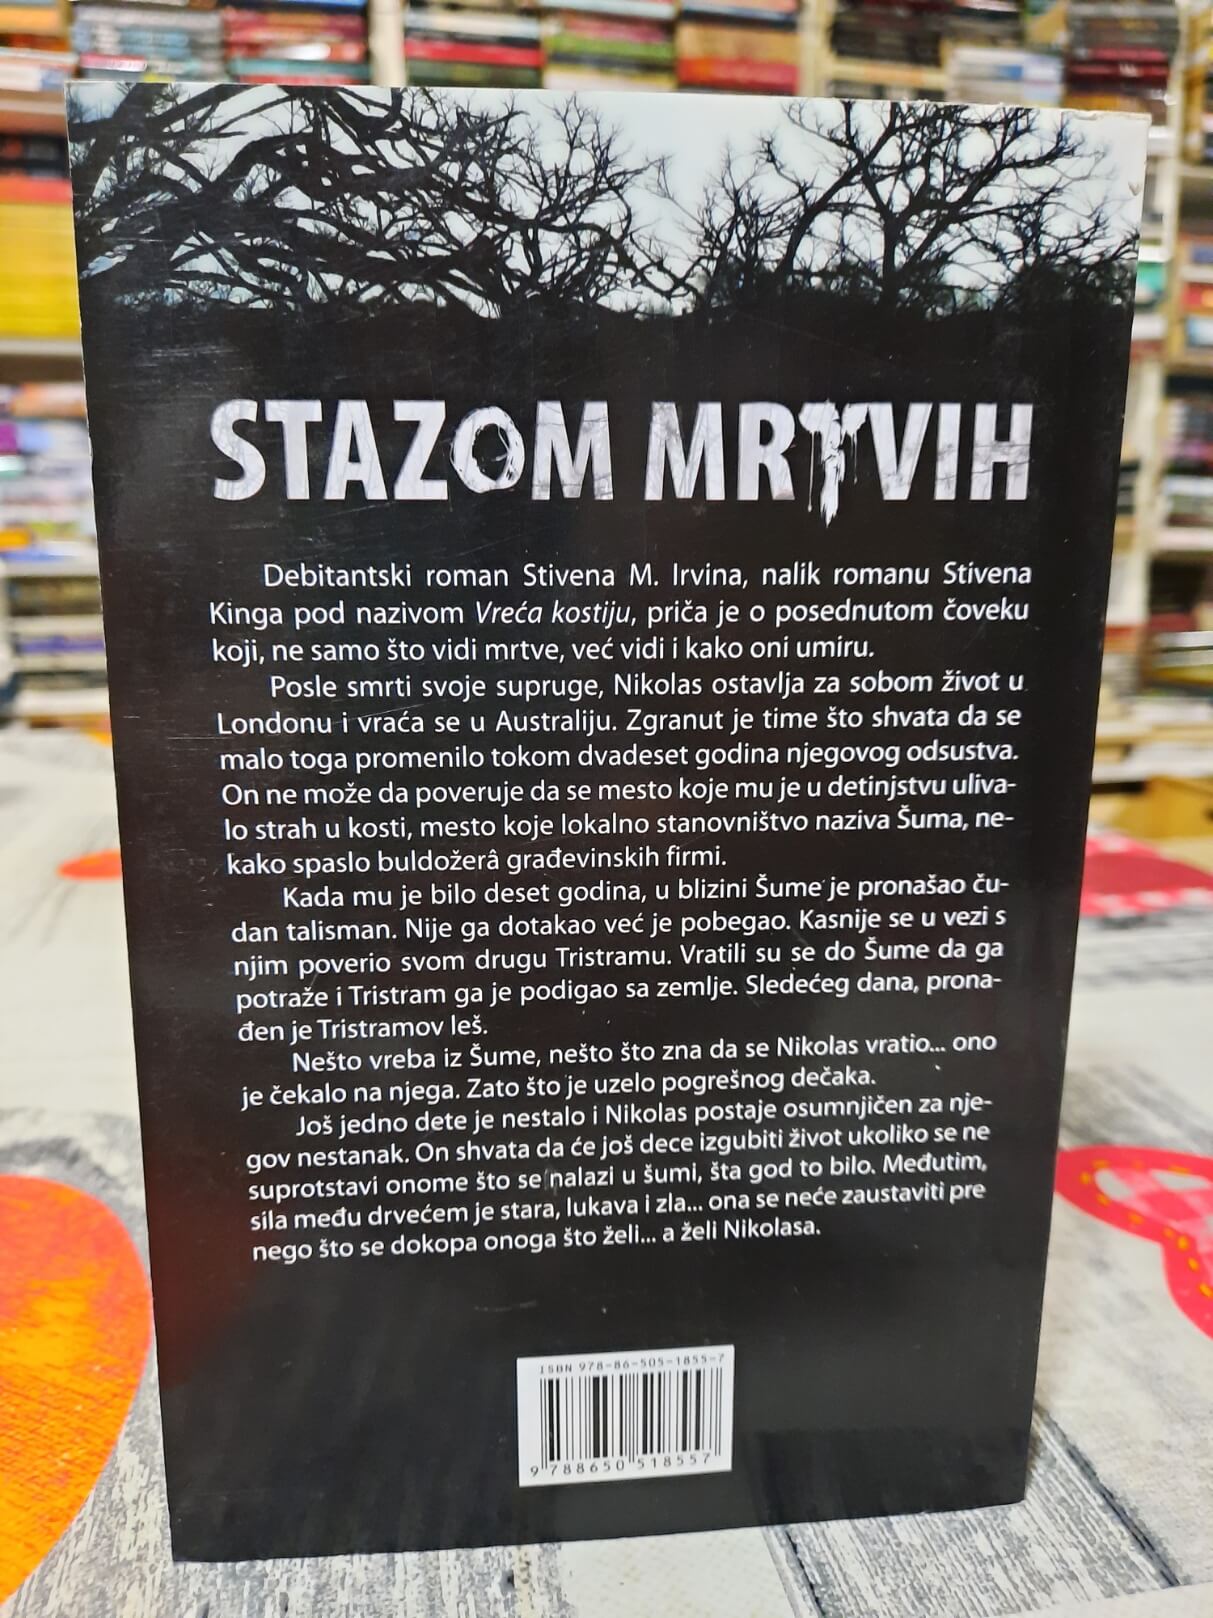 STAZOM MRTVIH
Debitantski roman Stivena M. Irvina, nalik romanu Stivena
Kinga pod nazivom Vreća kostiju, priča je o posednutom čoveku
koji, ne samo što vidi mrtve, već vidi i kako oni umiru.
Posle smrti svoje supruge, Nikolas ostavlja za sobom život u
Londonu i vraća se u Australiju. Zgranut je time što shvata da se
malo toga promenilo tokom dvadeset godina njegovog odsustva.
On ne može da poveruje da se mesto koje mu je u detinjstvu uliva-
lo strah u kosti, mesto koje lokalno stanovništvo naziva Šuma, ne-
kako spaslo buldožerâ građevinskih firmi.
Kada mu je bilo deset godina, u blizini Šume je pronašao ču-
dan talisman. Nije ga dotakao već je pobegao. Kasnije se u vezi s
njim poverio svom drugu Tristramu. Vratili su se do Šume da ga
potraže i Tristram ga je podigao sa zemlje. Sledećeg dana, prona-
đen je Tristramov leš.
Nešto vreba iz Šume, nešto što zna da se Nikolas vratio... ono
je čekalo na njega. Zato što je uzelo pogrešnog dečaka.
Još jedno dete je nestalo i Nikolas postaje osumnjičen za nje-
gov nestanak. On shvata da će još dece izgubiti život ukoliko se ne
suprotstavi onome što se nalazi u šumi, šta god to bilo. Međutim,
sila među drvećem je stara, lukava i zla... ona se neće zaustaviti pre
nego što se dokopa onoga što želi... a želi Nikolasa.
ISBN 978-86-505-1855-7
9 788650 518557